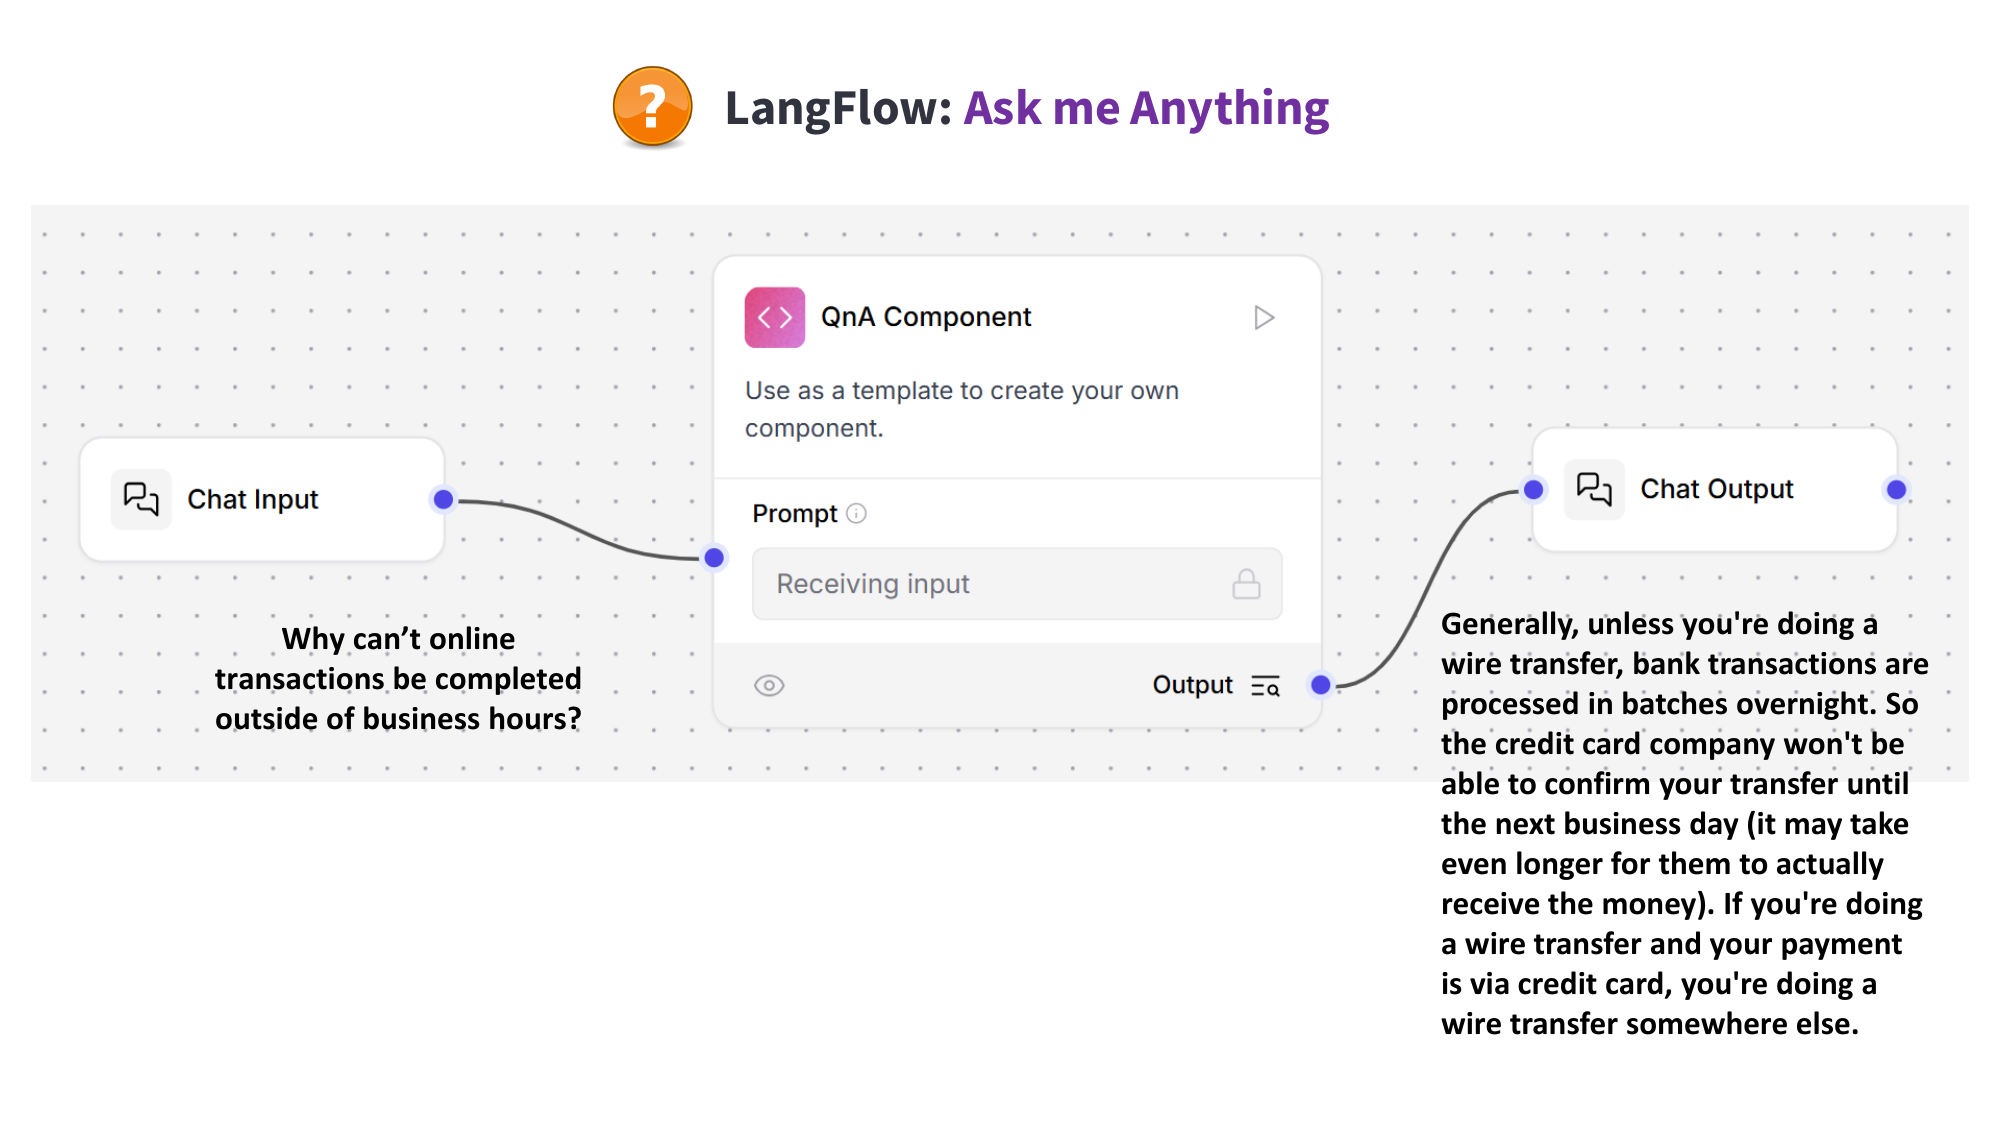 ?
LangFlow: Ask me Anything
QnA Component
Use as a template to create your own
component.
Chat Input
Prompt
Receiving input
Output
Chat Output
Why can’t online
transactions be completed
outside of business hours?
Generally, unless you're doing a
wire transfer, bank transactions are
processed in batches overnight. So
the credit card company won't be
able to confirm your transfer until
the next business day (it may take
even longer for them to actually
receive the money). If you're doing
a wire transfer and your payment
is via credit card, you're doing a
wire transfer somewhere else.